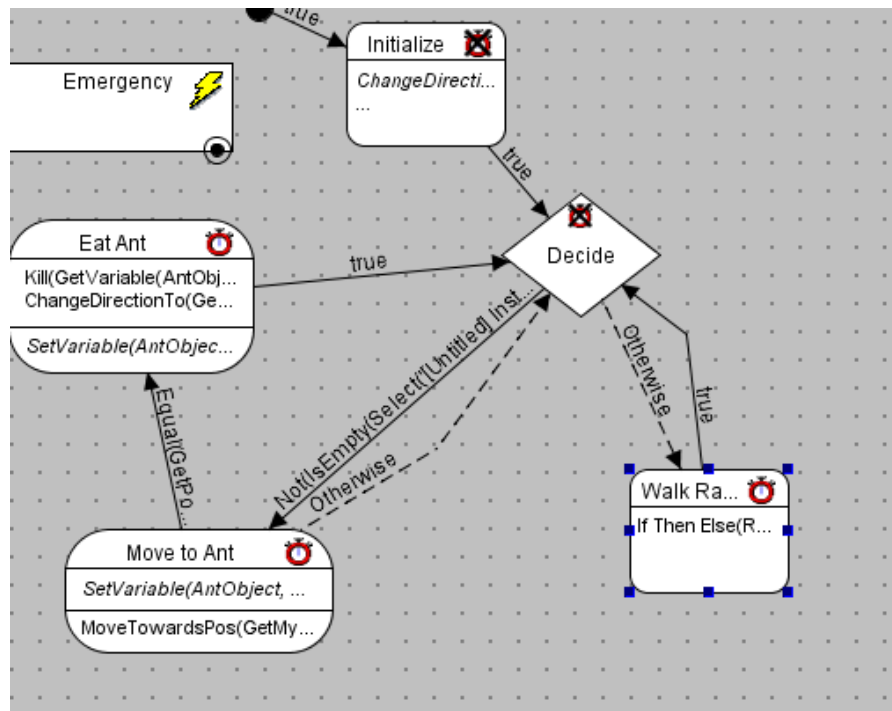 true
Initialize
ChangeDirecti...
...
Emergency
true
Decide
Eat Ant
Kill(GetVariable(AntObj...
ChangeDirectionTo(Ge...
SetVariable(AntObjec...
true
Not(IsEmpty(Select('[Untitled] Inst...
Otherwise
Otherwise
true
Equal(GetPo...
Walk Ra...
If Then Else(R...
Move to Ant
SetVariable(AntObject, ...
MoveTowardsPos(GetMy...